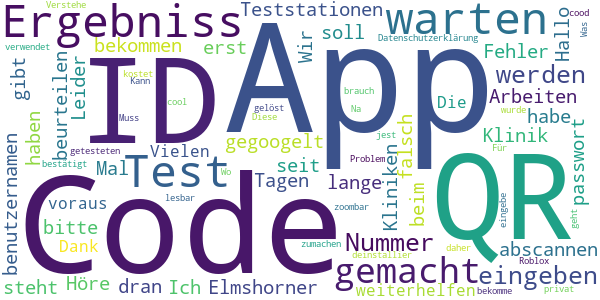 Ergebniss
Verstehe
Teststationen
warten
Hallo
cood
Was
verwendet
bekommen
erst
Wir
soll
Datenschutzerklärung
gibt
beurteilen
Leider
kostet
Kann
ID
App
Fehler
werden
haben
Muss
cool
gelöst
Diese
brauch
Na
Die
Arbeiten
wurde
getesteten
gegoogelt
habe
benutzernamen
bestätigt
Mal
Vielen
Test
seit
jest
Klinik
Für
passwort
Wo
Tagen
Kliniken
falsch
QR
voraus
lesbar
lange
beim
Problem
eingebe
Code
bitte
Dank
zoombar
Nummer
zumachen
deinstallier
daher
abscannen
geht
gemacht
Roblox
eingeben
steht
Höre
dran
Ich
Elmshorner
weiterhelfen
bekomme
privat